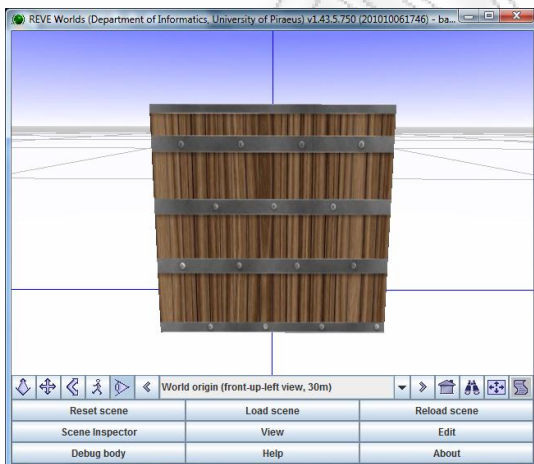 REVE Worlds (Department of Informatics, University of Piraeus) v1.43.5.750 (201010061746) - ba...
World origin (front-up-left view, 30m)
Reset scene Load scene Reload scene
Scene Inspector View Edit
Debug body Help About